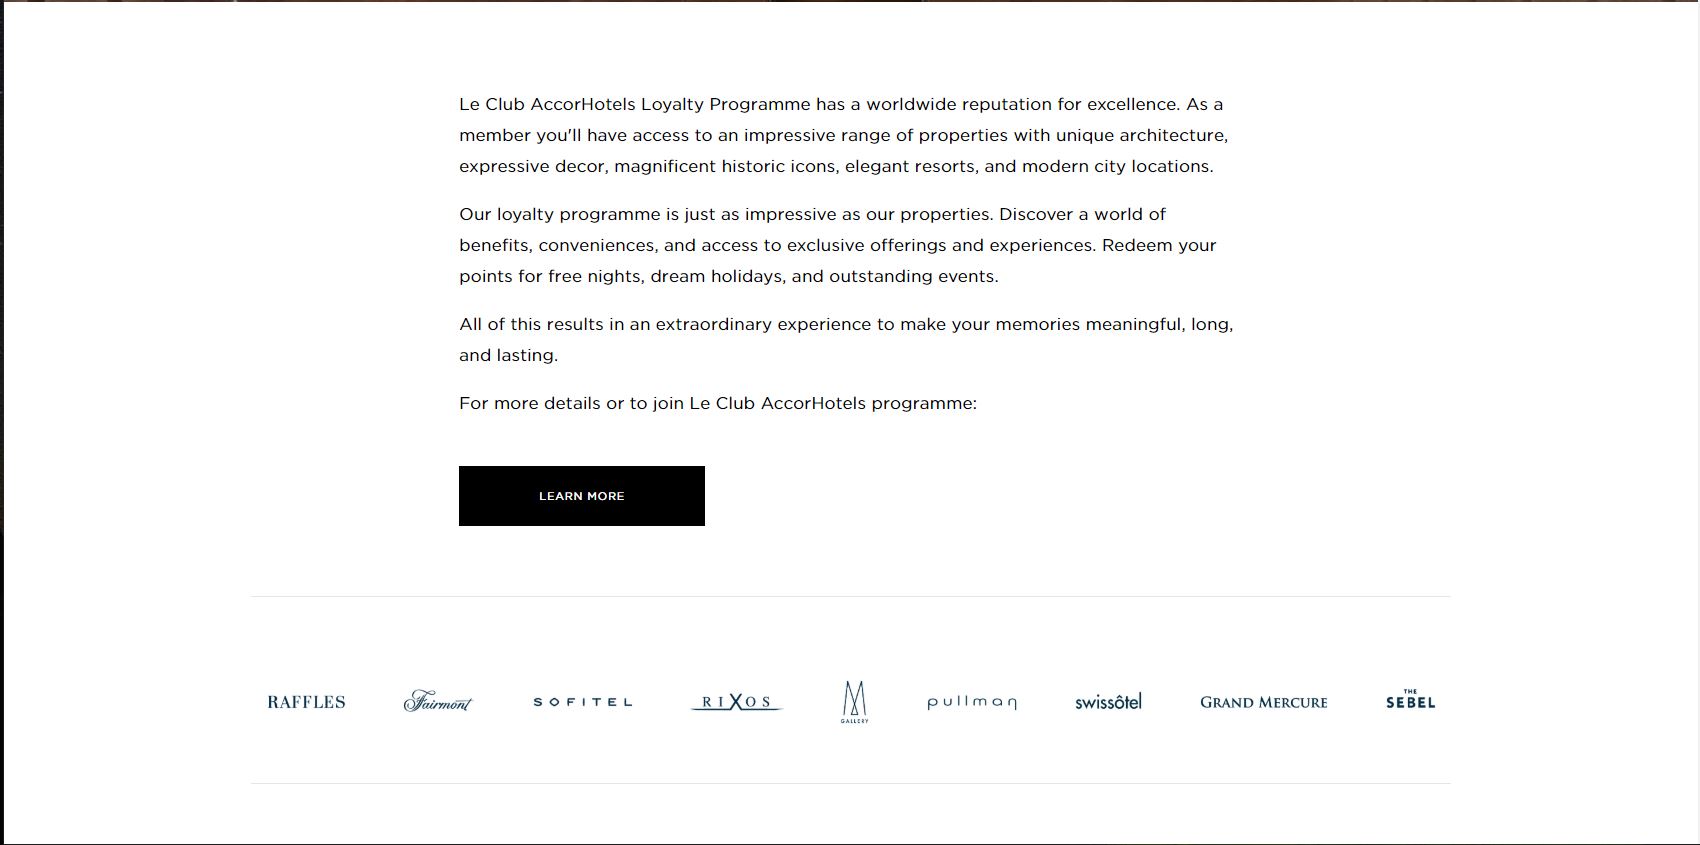 Le Club AccorHotels Loyalty Programme has a worldwide reputation for excellence. As a
member you'll have access to an impressive range of properties with unique architecture,
expressive decor, magnificent historic icons, elegant resorts, and modern city locations.
Our loyalty programme is just as impressive as our properties. Discover a world of
benefits, conveniences, and access to exclusive offerings and experiences. Redeem your
points for free nights, dream holidays, and outstanding events.
All of this results in an extraordinary experience to make your memories meaningful, long,
and lasting.
For more details or to join Le Club AccorHotels programme:
LEARN MORE
RAFFLES
Fairmont
SOFITEL
RIXOS
M
GALLERY
pullman
swissôtel
GRAND MERCURE
THE
SEBEL